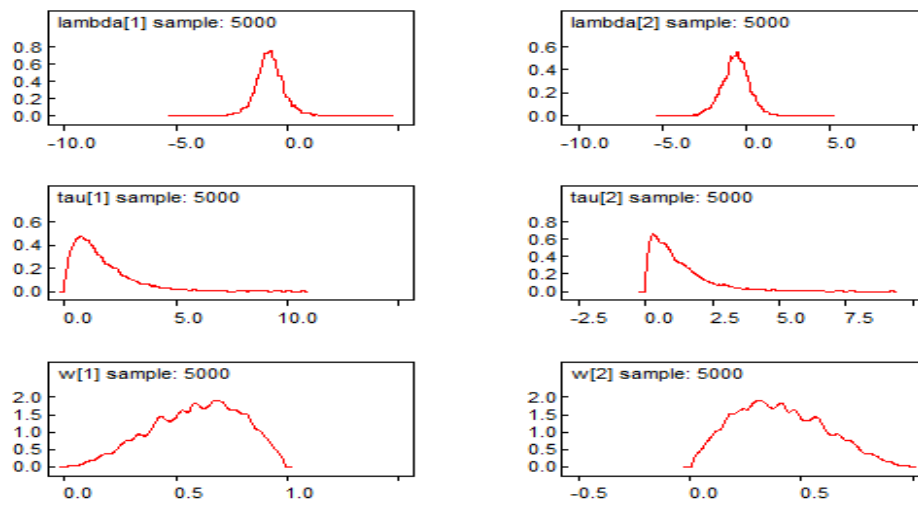 lambda[1] sample: 5000
0.8
0.6
0.4
0.2
0.0
-10.0 -5.0 0.0
lambda[2] sample: 5000
0.6
0.4
0.2
0.0
-10.0 -5.0 0.0 5.0
tau[1] sample: 5000
0.6
0.4
0.2
0.0
0.0 5.0 10.0
tau[2] sample: 5000
0.8
0.6
0.4
0.2
0.0
-2.5 0.0 2.5 5.0 7.5
w[1] sample: 5000
2.0
1.5
1.0
0.5
0.0
0.0 0.5 1.0
w[2] sample: 5000
2.0
1.5
1.0
0.5
0.0
-0.5 0.0 0.5